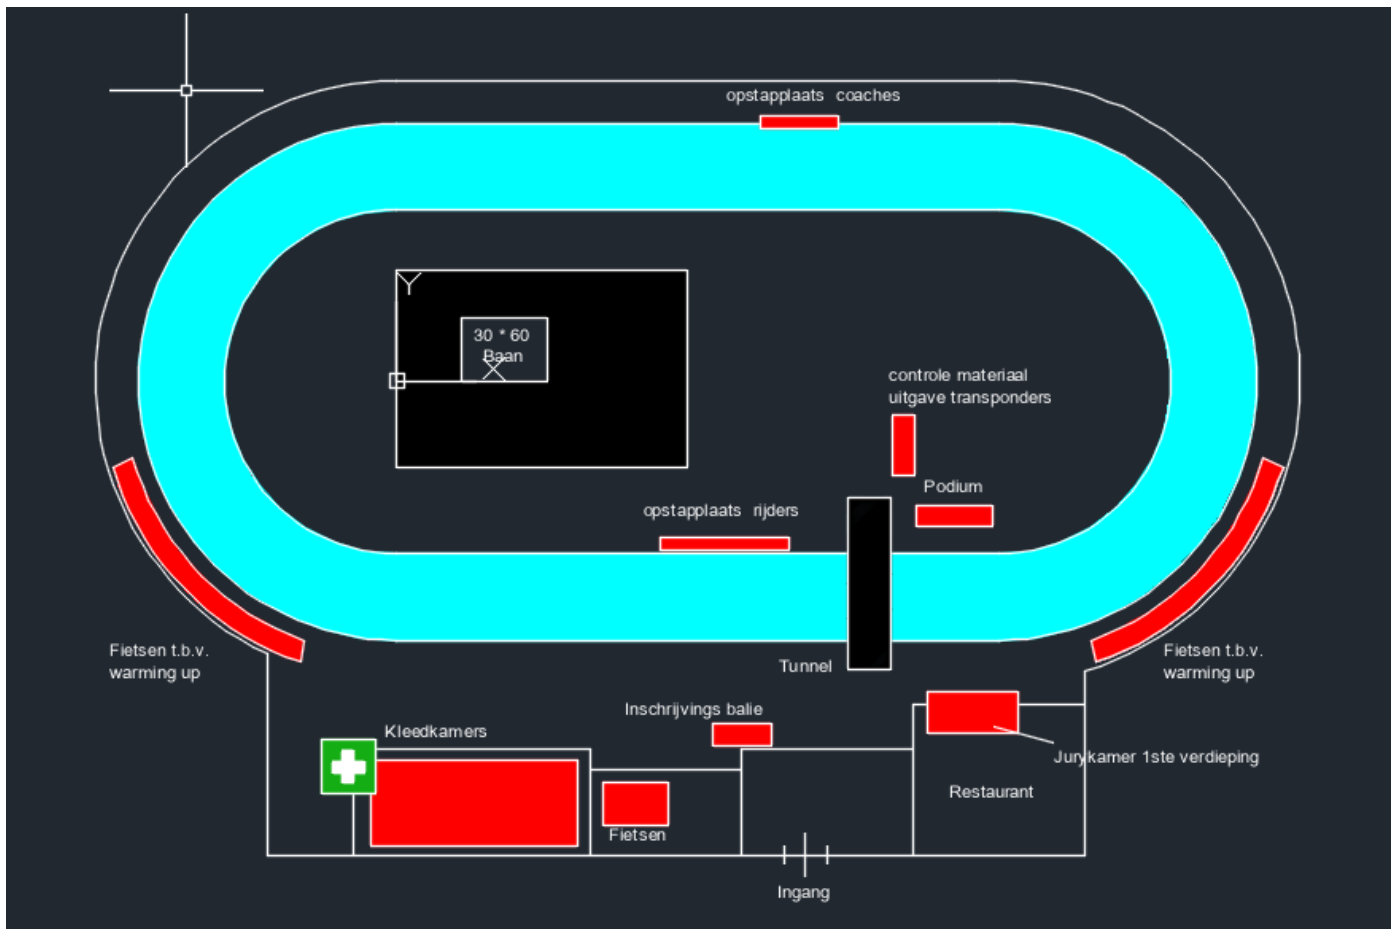 opstapplaats coaches
Y
30 * 60
Baan
X
controle materiaal
uitgave transponders
Podium
opstapplaats rijders
Tunnel
Fietsen t.b.v.
warming up
Fietsen t.b.v.
warming up
Inschrijvings balie
Kleedkamers
Jurykamer 1ste verdieping
Restaurant
Fietsen
Ingang